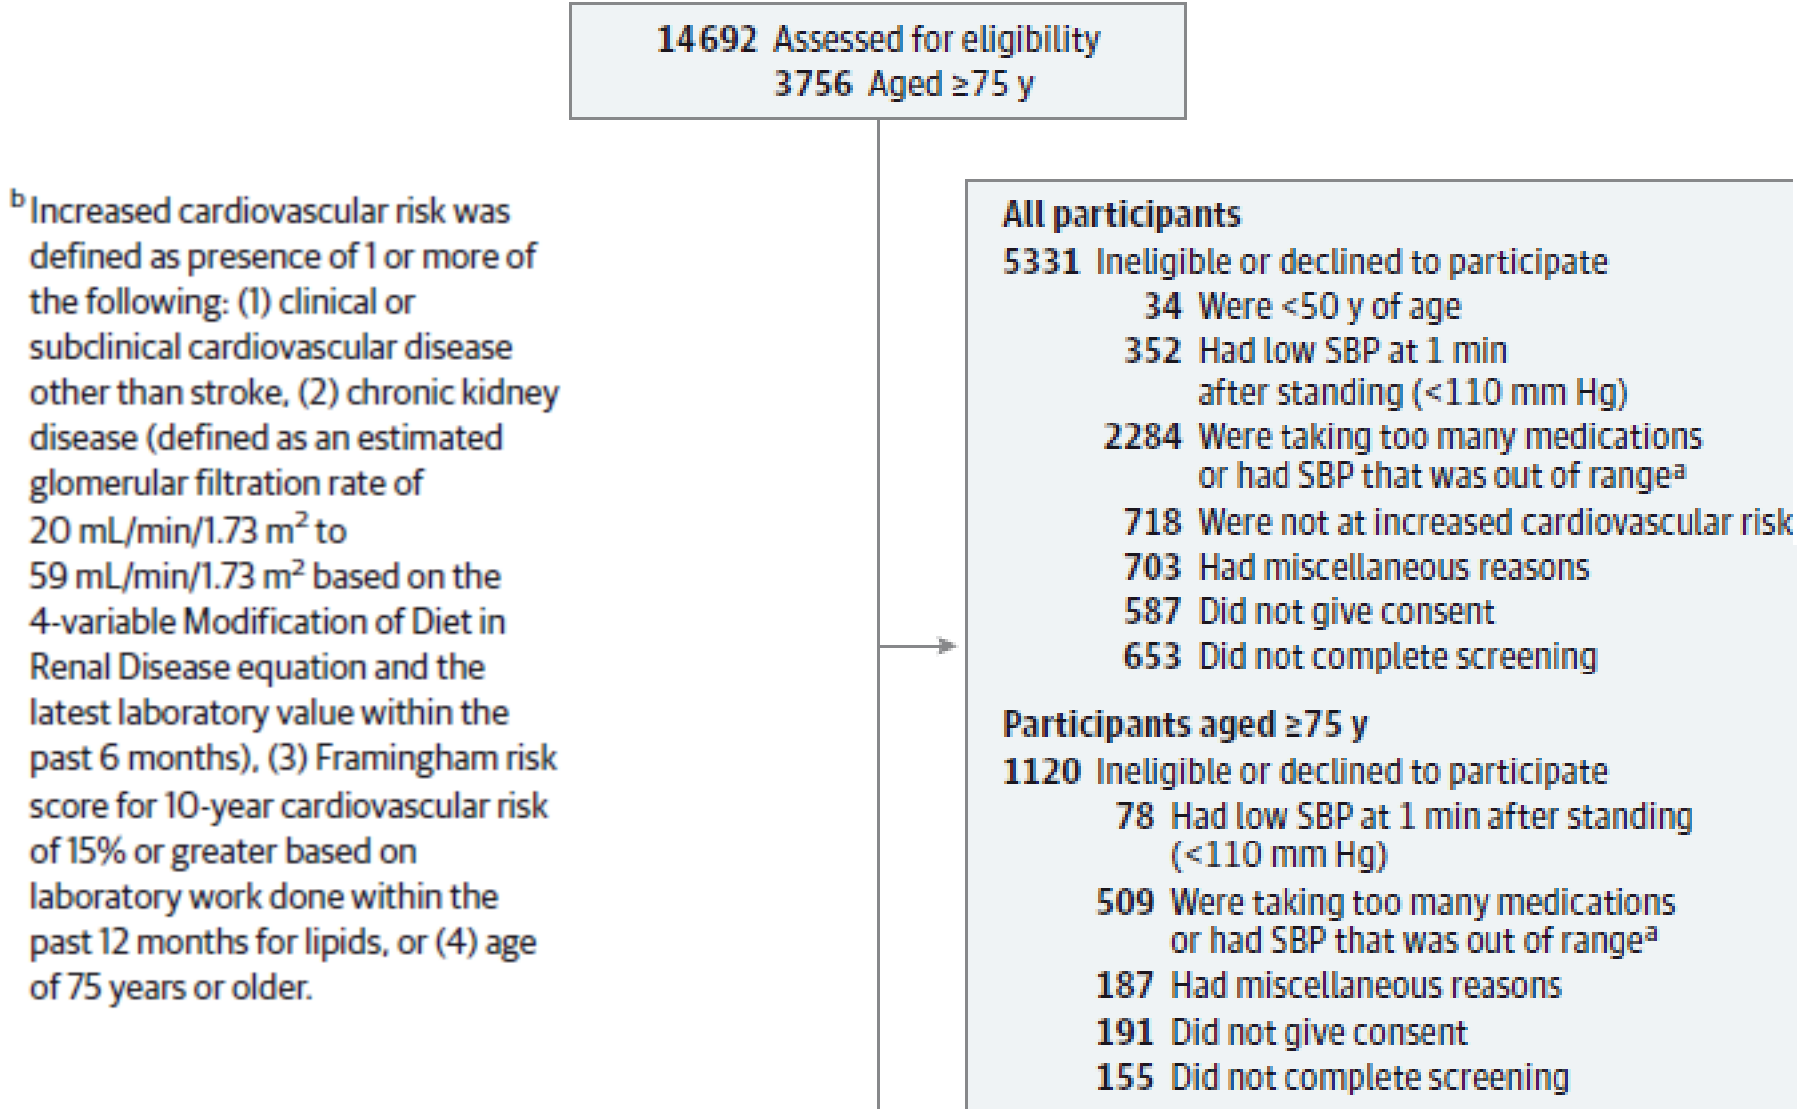 14692 Assessed for eligibility
3756 Aged ≥75 y
b Increased cardiovascular risk was
defined as presence of 1 or more of
the following: (1) clinical or
subclinical cardiovascular disease
other than stroke, (2) chronic kidney
disease (defined as an estimated
glomerular filtration rate of
20 mL/min/1.73 m² to
59 mL/min/1.73 m² based on the
4-variable Modification of Diet in
Renal Disease equation and the
latest laboratory value within the
past 6 months), (3) Framingham risk
score for 10-year cardiovascular risk
of 15% or greater based on
laboratory work done within the
past 12 months for lipids, or (4) age
of 75 years or older.
All participants
5331 Ineligible or declined to participate
34 Were <50 y of age
352 Had low SBP at 1 min
after standing (<110 mm Hg)
2284 Were taking too many medications
or had SBP that was out of rangeᵃ
718 Were not at increased cardiovascular risk
703 Had miscellaneous reasons
587 Did not give consent
653 Did not complete screening
Participants aged ≥75 y
1120 Ineligible or declined to participate
78 Had low SBP at 1 min after standing
(<110 mm Hg)
509 Were taking too many medications
or had SBP that was out of rangeᵃ
187 Had miscellaneous reasons
191 Did not give consent
155 Did not complete screening